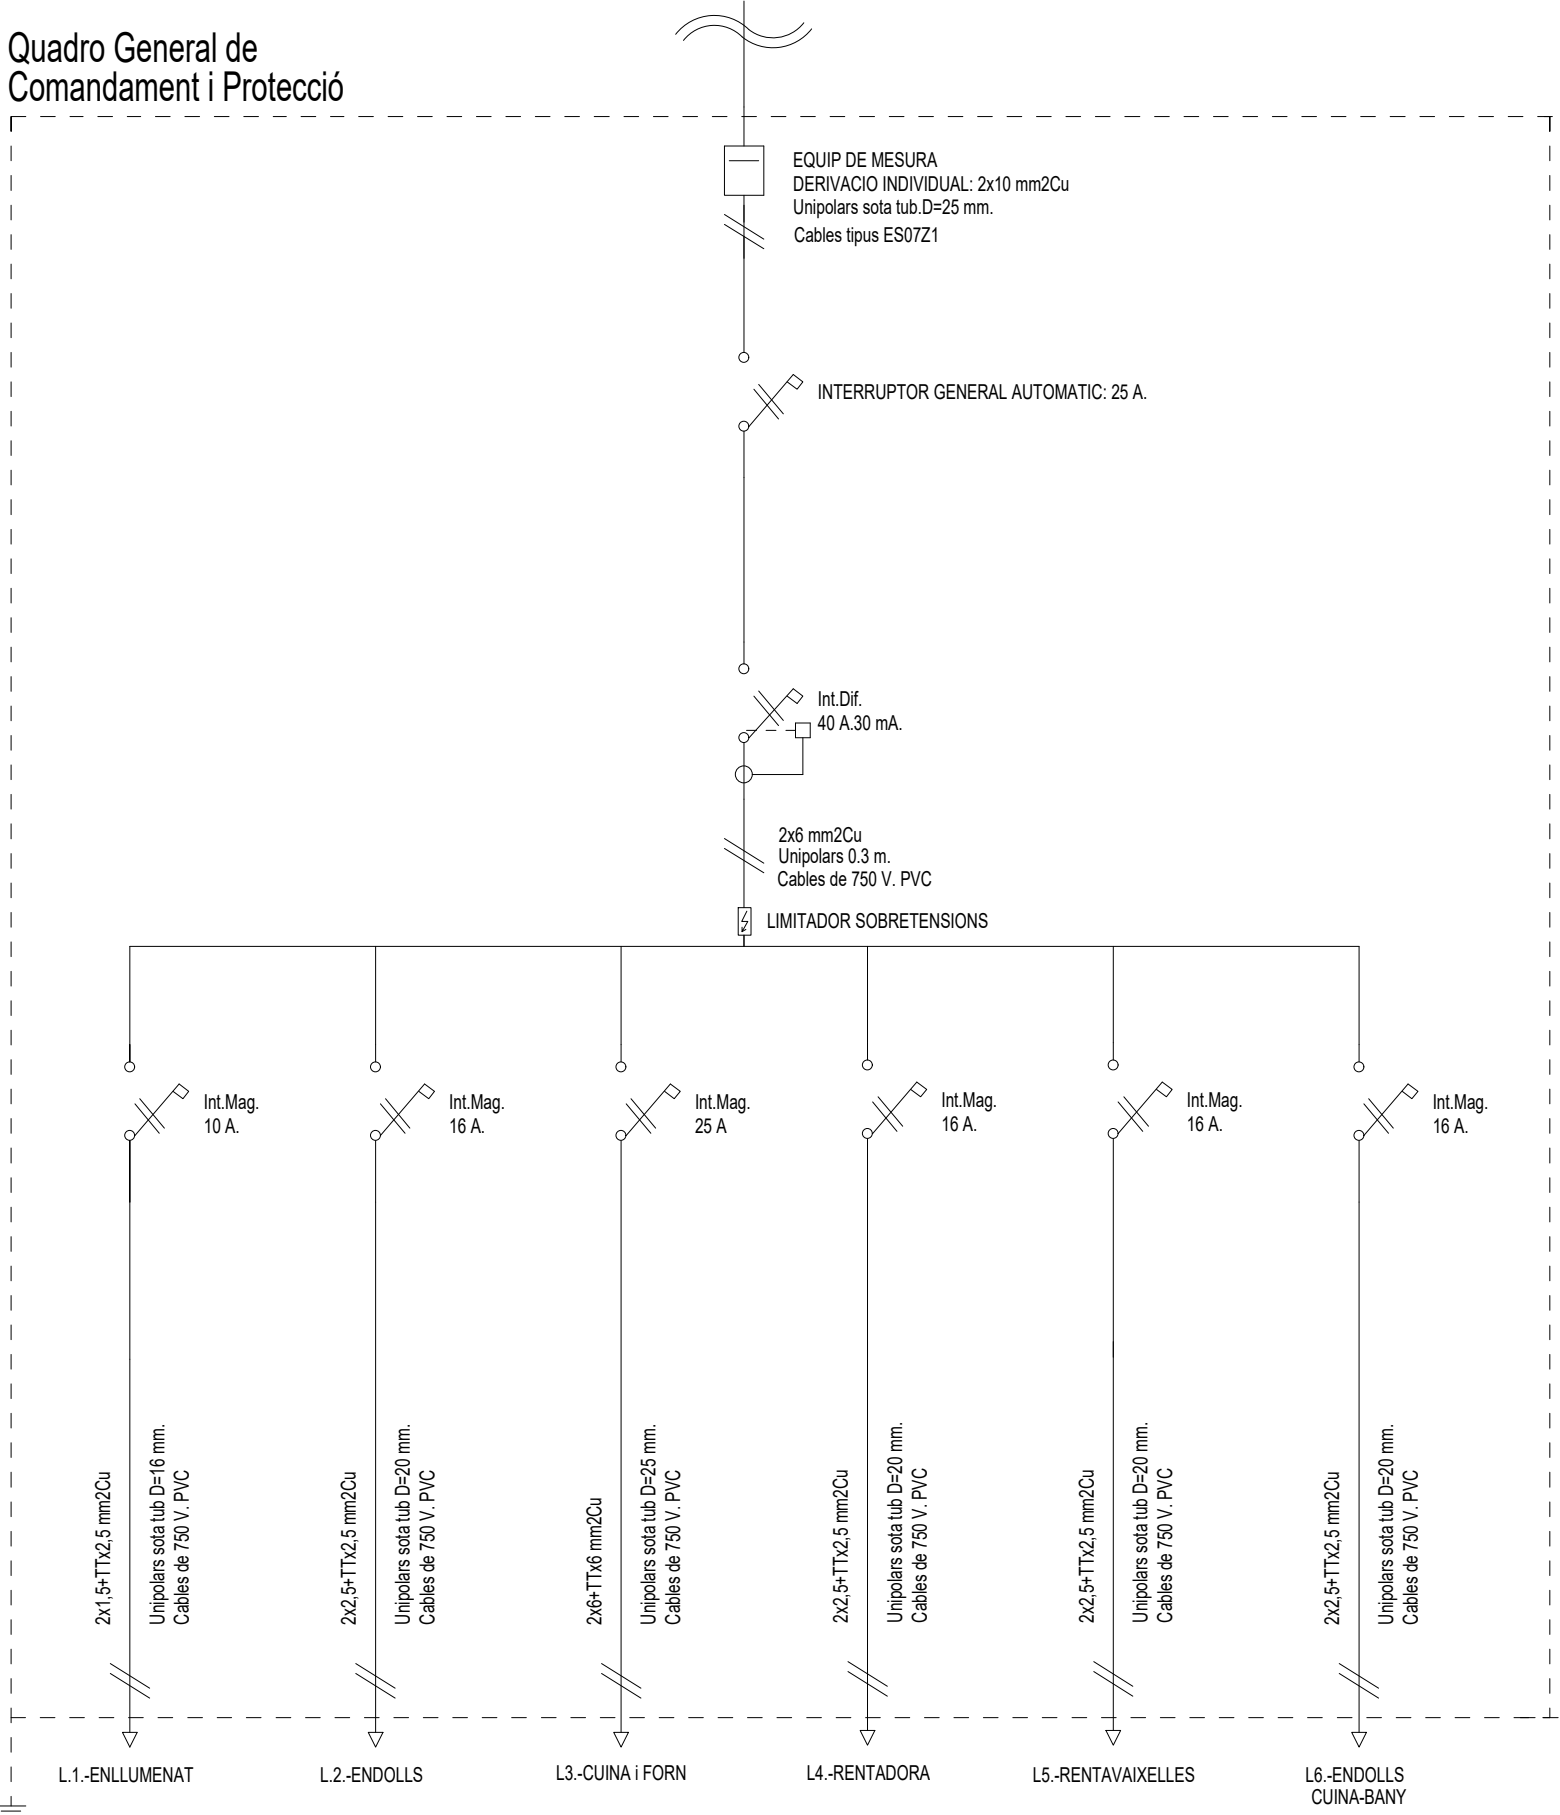 Quadro General de
Comandament i Protecció
EQUIP DE MESURA
DERIVACIO INDIVIDUAL: 2x10 mm2Cu
Unipolars sota tub.D=25 mm.
Cables tipus ES07Z1
INTERRUPTOR GENERAL AUTOMATIC: 25 A.
Int.Dif.
40 A.30 mA.
2x6 mm2Cu
Unipolars 0.3 m.
Cables de 750 V. PVC
LIMITADOR SOBRETENSIONS
Int.Mag.
10 A.
Int.Mag.
16 A.
Int.Mag.
25 A
Int.Mag.
16 A.
Int.Mag.
16 A.
Int.Mag.
16 A.
2x1,5+TTx2,5 mm2Cu
Unipolars sota tub D=16 mm.
Cables de 750 V. PVC
2x2,5+TTx2,5 mm2Cu
Unipolars sota tub D=20 mm.
Cables de 750 V. PVC
2x6+TTx6 mm2Cu
Unipolars sota tub D=25 mm.
Cables de 750 V. PVC
2x2,5+TTx2,5 mm2Cu
Unipolars sota tub D=20 mm.
Cables de 750 V. PVC
2x2,5+TTx2,5 mm2Cu
Unipolars sota tub D=20 mm.
Cables de 750 V. PVC
2x2,5+TTx2,5 mm2Cu
Unipolars sota tub D=20 mm.
Cables de 750 V. PVC
L.1.-ENLLUMENAT
L.2.-ENDOLLS
L3.-CUINA i FORN
L4.-RENTADORA
L5.-RENTAVAIXELLES
L6.-ENDOLLS
CUINA-BANY